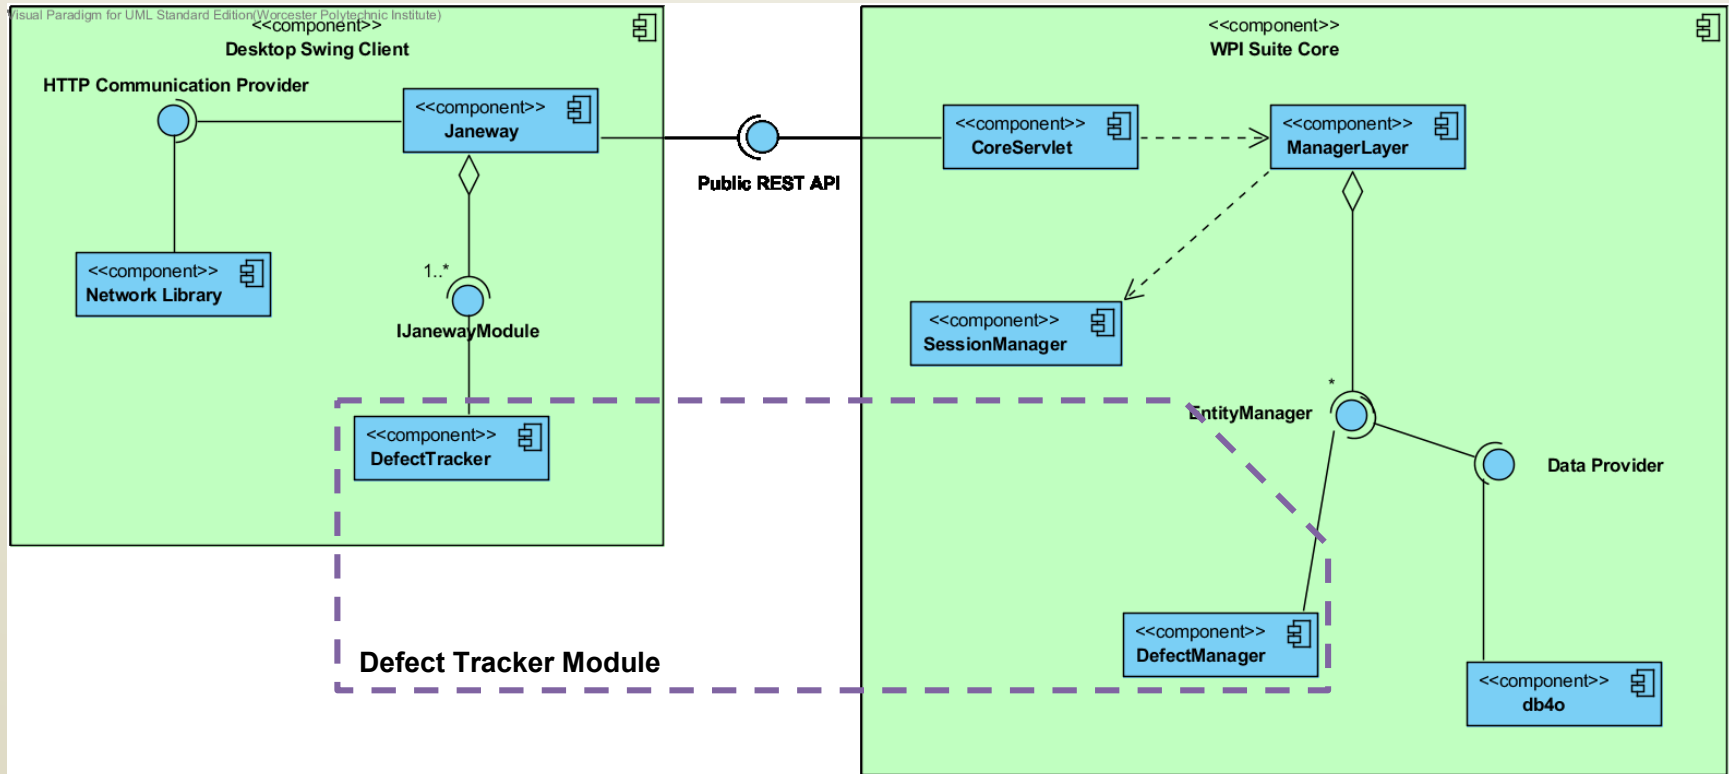 Visual Paradigm for UML Standard Edition(Worcester Polytechnic Institute)
<<component>>
Desktop Swing Client
HTTP Communication Provider
<<component>>
Janeway
<<component>>
Network Library
1..*
IJanewayModule
<<component>>
DefectTracker
Public REST API
<<component>>
WPI Suite Core
<<component>>
CoreServlet
<<component>>
ManagerLayer
<<component>>
SessionManager
*
EntityManager
Data Provider
<<component>>
DefectManager
<<component>>
db4o
Defect Tracker Module